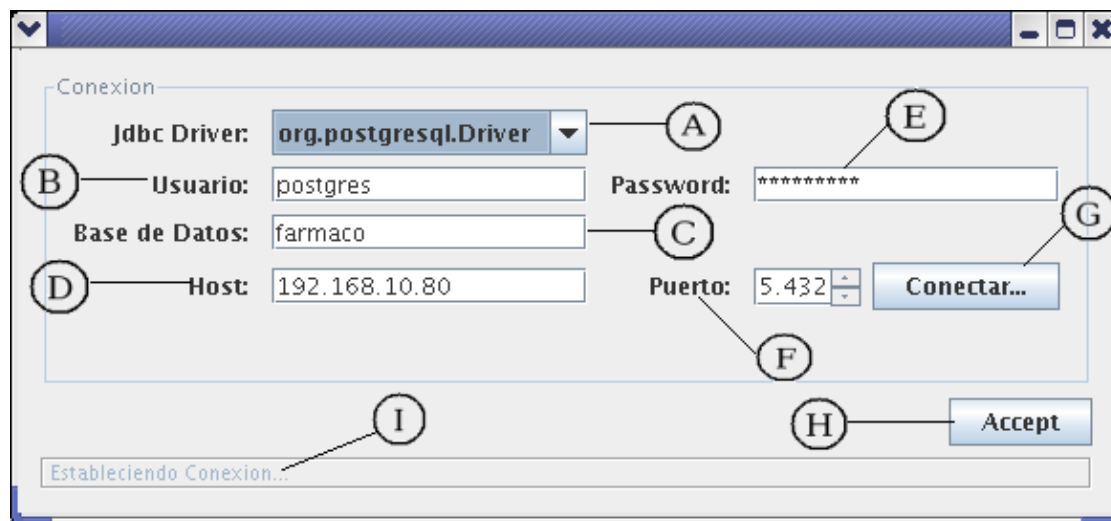 Conexion
Jdbc Driver: org.postgresql.Driver A
E
B Usuario: postgres Password: *********
G
Base de Datos: farmaco C
D Host: 192.168.10.80 Puerto: 5.432 Conectar...
F
I
H Accept
Estableciendo Conexion...